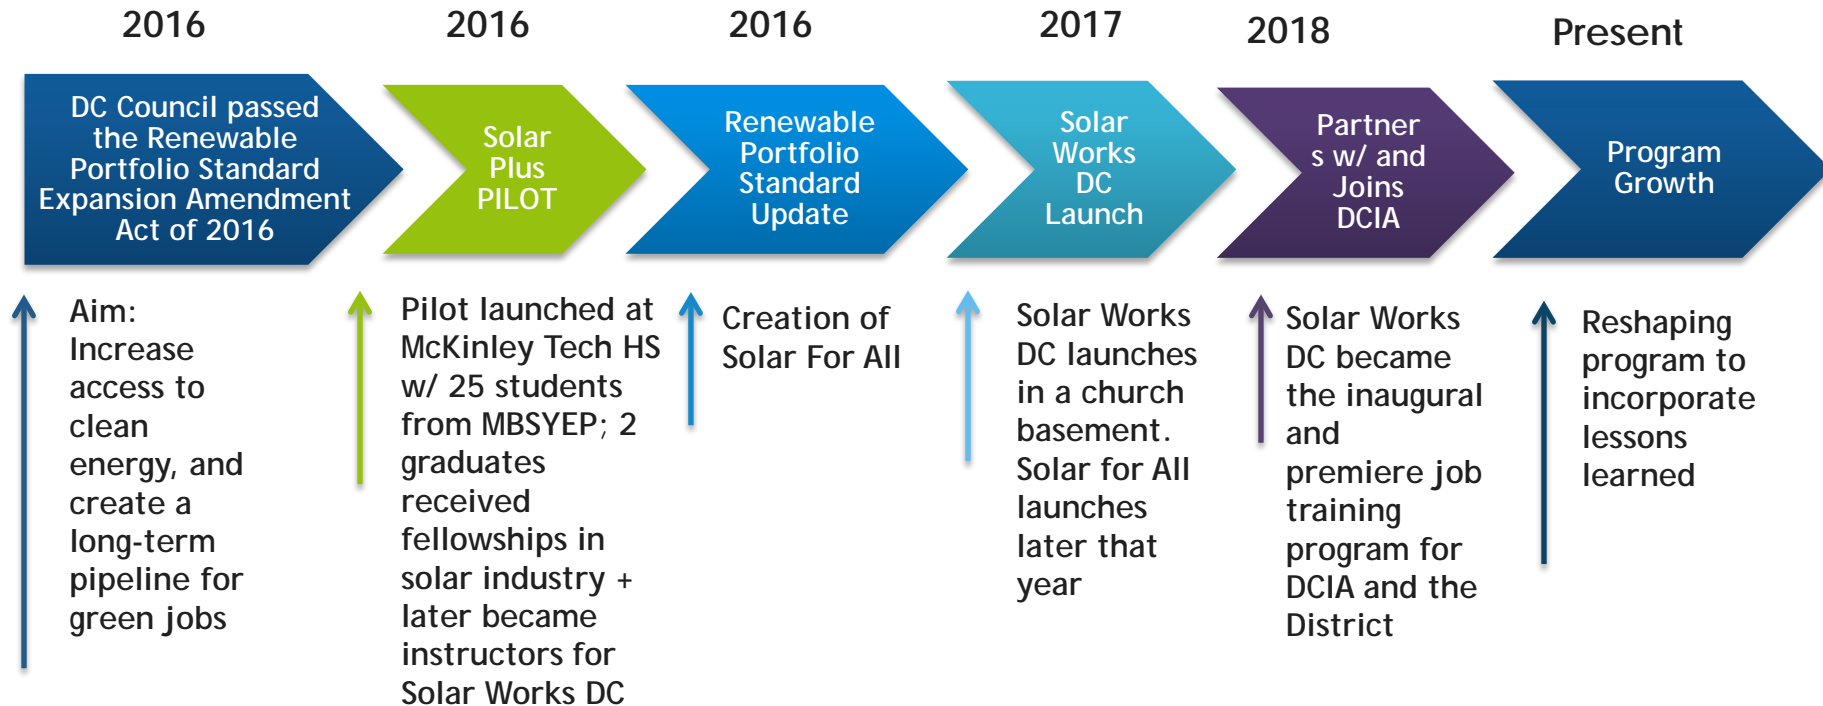 2016
2016
2016
2017
2018
Present
DC Council passed
the Renewable
Portfolio Standard
Expansion Amendment
Act of 2016
Solar
Plus
PILOT
Renewable
Portfolio
Standard
Update
Solar
Works
DC
Launch
Partner
s w/ and
Joins
DCIA
Program
Growth
Aim:
Increase
access to
clean
energy, and
create a
long-term
pipeline for
green jobs
Pilot launched at
McKinley Tech HS
w/ 25 students
from MBSYEP; 2
graduates
received
fellowships in
solar industry +
later became
instructors for
Solar Works DC
Creation of
Solar For All
Solar Works
DC launches
in a church
basement.
Solar for All
launches
later that
year
Solar Works
DC became
the inaugural
and
premiere job
training
program for
DCIA and the
District
Reshaping
program to
incorporate
lessons
learned